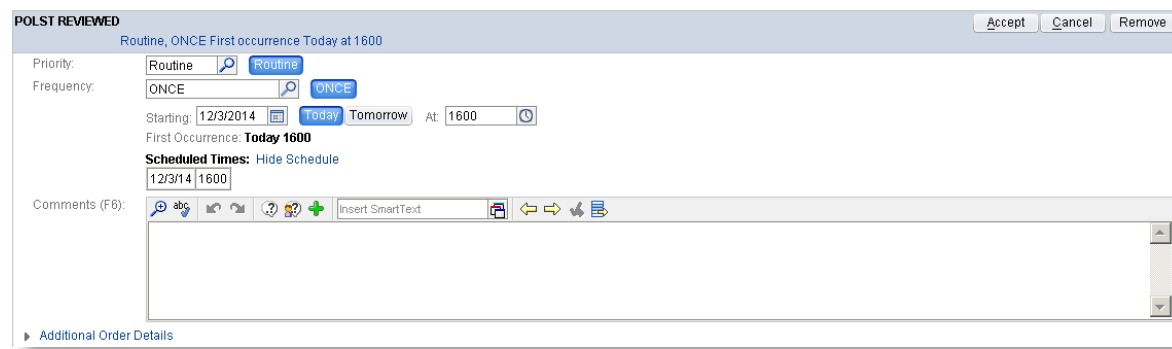 POLST REVIEWED Accept Cancel Remove
Routine, ONCE First occurrence Today at 1600
Priority: Routine Routine
Frequency: ONCE ONCE
Starting: 12/3/2014 Today Tomorrow At: 1600
First Occurrence: Today 1600
Scheduled Times: Hide Schedule
12/3/14 1600
Comments (F6): abc Insert SmartText
Additional Order Details